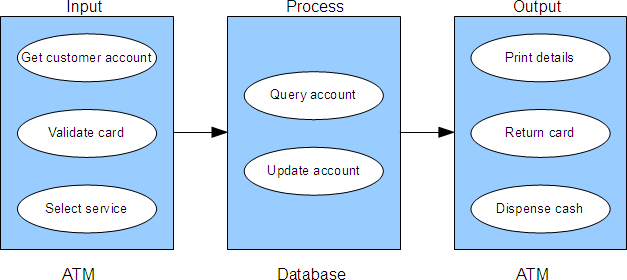 Input
Process
Output
Get customer account
Validate card
Select service
Query account
Update account
Print details
Return card
Dispense cash
ATM
Database
ATM